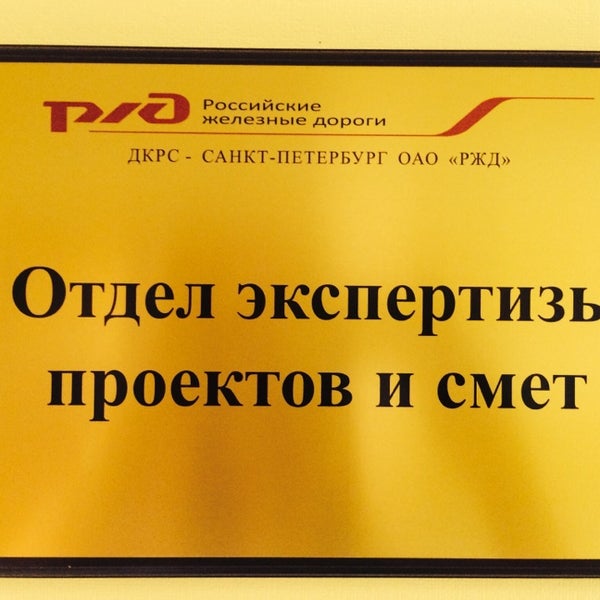 ржд Российские
железные дороги
ДКРС - САНКТ-ПЕТЕРБУРГ ОАО «РЖД»
Отдел экспертизы
проектов и смет